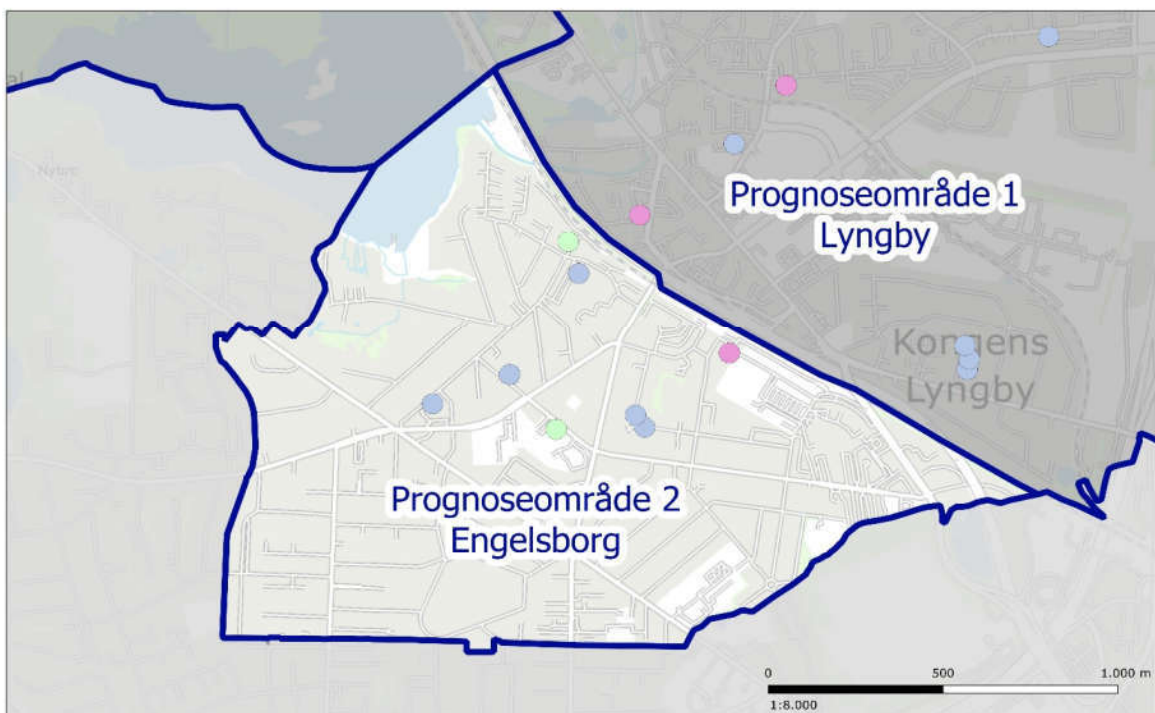 Prognoseområde 1
Lyngby
Kongens
Lyngby
Prognoseområde 2
Engelsborg
0 500 1.000 m
1:8.000